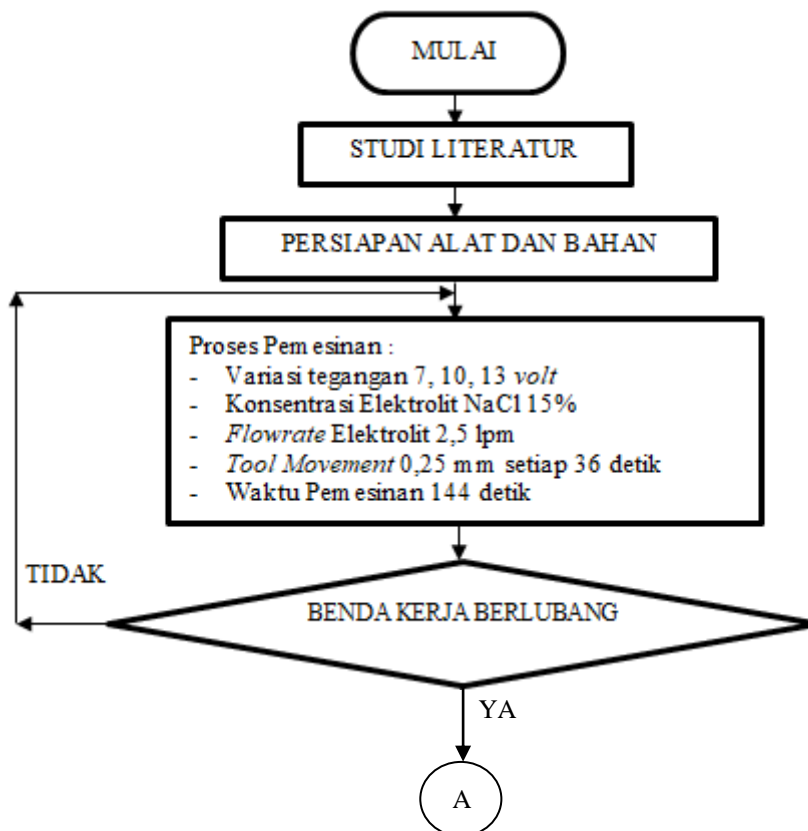 MULAI
STUDI LITERATUR
PERSIAPAN ALAT DAN BAHAN
Proses Pemesinan :
- Variasi tegangan 7, 10, 13 volt
- Konsentrasi Elektrolit NaCl 15%
- Flowrate Elektrolit 2,5 lpm
- Tool Movement 0,25 mm setiap 36 detik
- Waktu Pemesinan 144 detik
TIDAK
BENDA KERJA BERLUBANG
YA
A